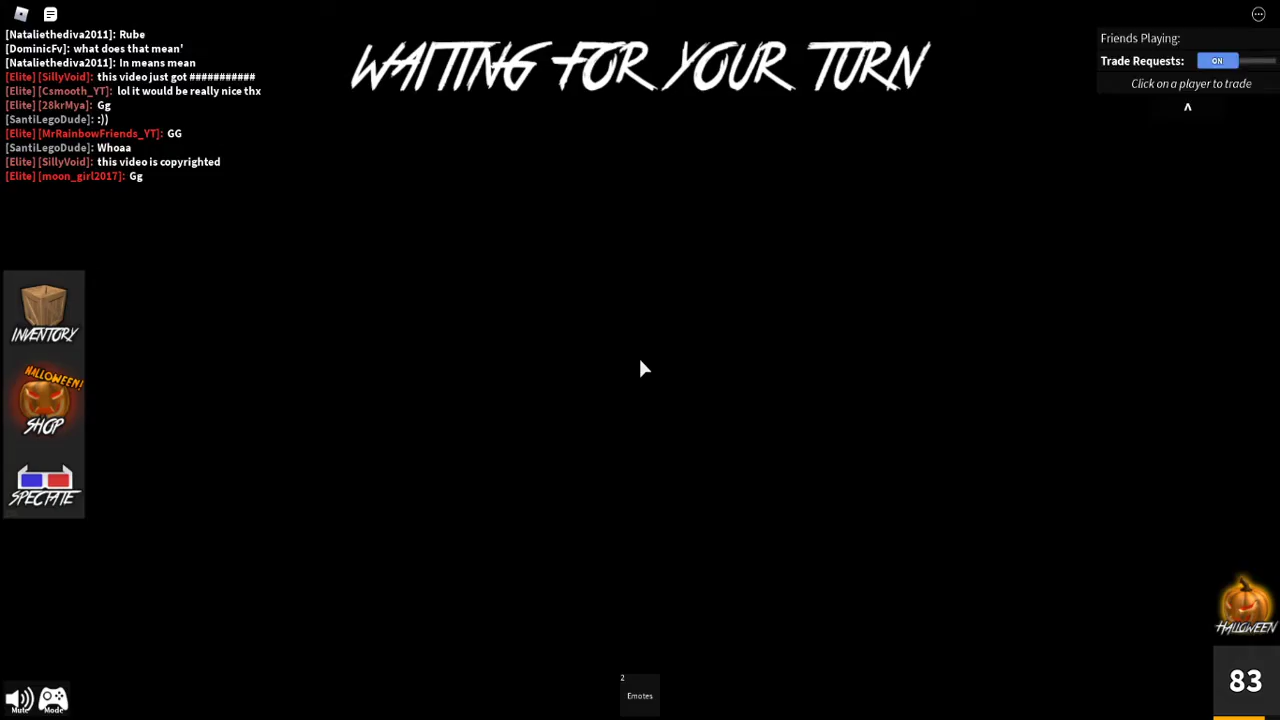 [Nataliethediva2011]: Rube
[DominicFv]: what does that mean'
[Nataliethediva2011]: In means mean
[Elite] [SillyVoid]: this video just got ###########
[Elite] [Csmooth_YT]: lol it would be really nice thx
[Elite] [28krMya]: Gg
[SantiLegoDude]: :))
[Elite] [MrRainbowFriends_YT]: GG
[SantiLegoDude]: Whoaa
[Elite] [SillyVoid]: this video is copyrighted
[Elite] [moon_girl2017]: Gg
WAITING FOR YOUR TURN
Friends Playing:
Trade Requests: ON
Click on a player to trade
^
INVENTORY
HALLOWEEN!
SHOP
SPECTATE
HALLOWEEN
83
2
Emotes
Mute
Mode